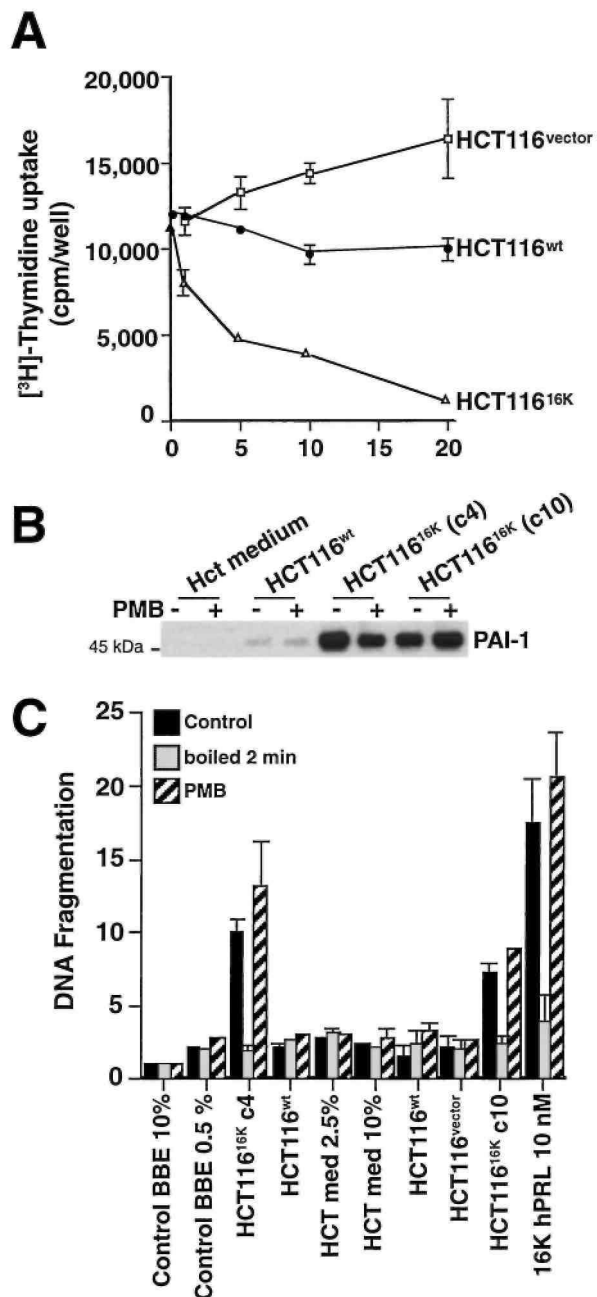 A
[³H]-Thymidine uptake
(cpm/well)
20,000
15,000
10,000
5,000
0
HCT116vector
HCT116wt
HCT11616K
0 5 10 15 20
B
Hct medium
HCT116wt
HCT11616K (c4)
HCT11616K (c10)
PMB - + - + - + - +
45 kDa
PAI-1
C
DNA Fragmentation
25
20
15
10
5
0
Control
boiled 2 min
PMB
Control BBE 10%
Control BBE 0.5 %
HCT11616K c4
HCT116wt
HCT med 2.5%
HCT med 10%
HCT116wt
HCT116vector
HCT11616K c10
16K hPRL 10 nM